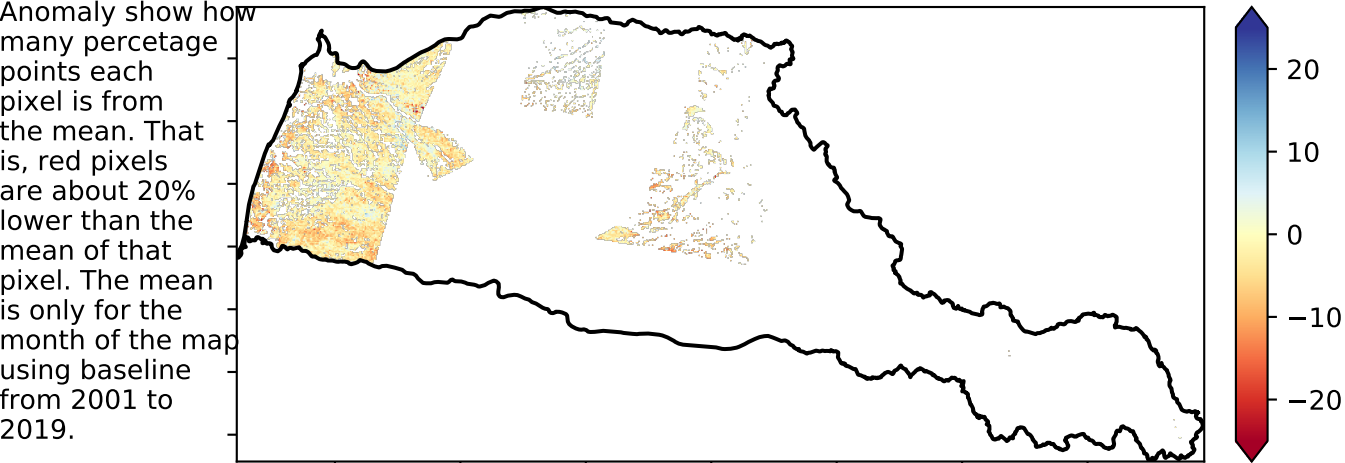 Anomaly show how
many percetage
points each
pixel is from
the mean. That
is, red pixels
are about 20%
lower than the
mean of that
pixel. The mean
is only for the
month of the map
using baseline
from 2001 to
2019.
20
10
0
−10
−20